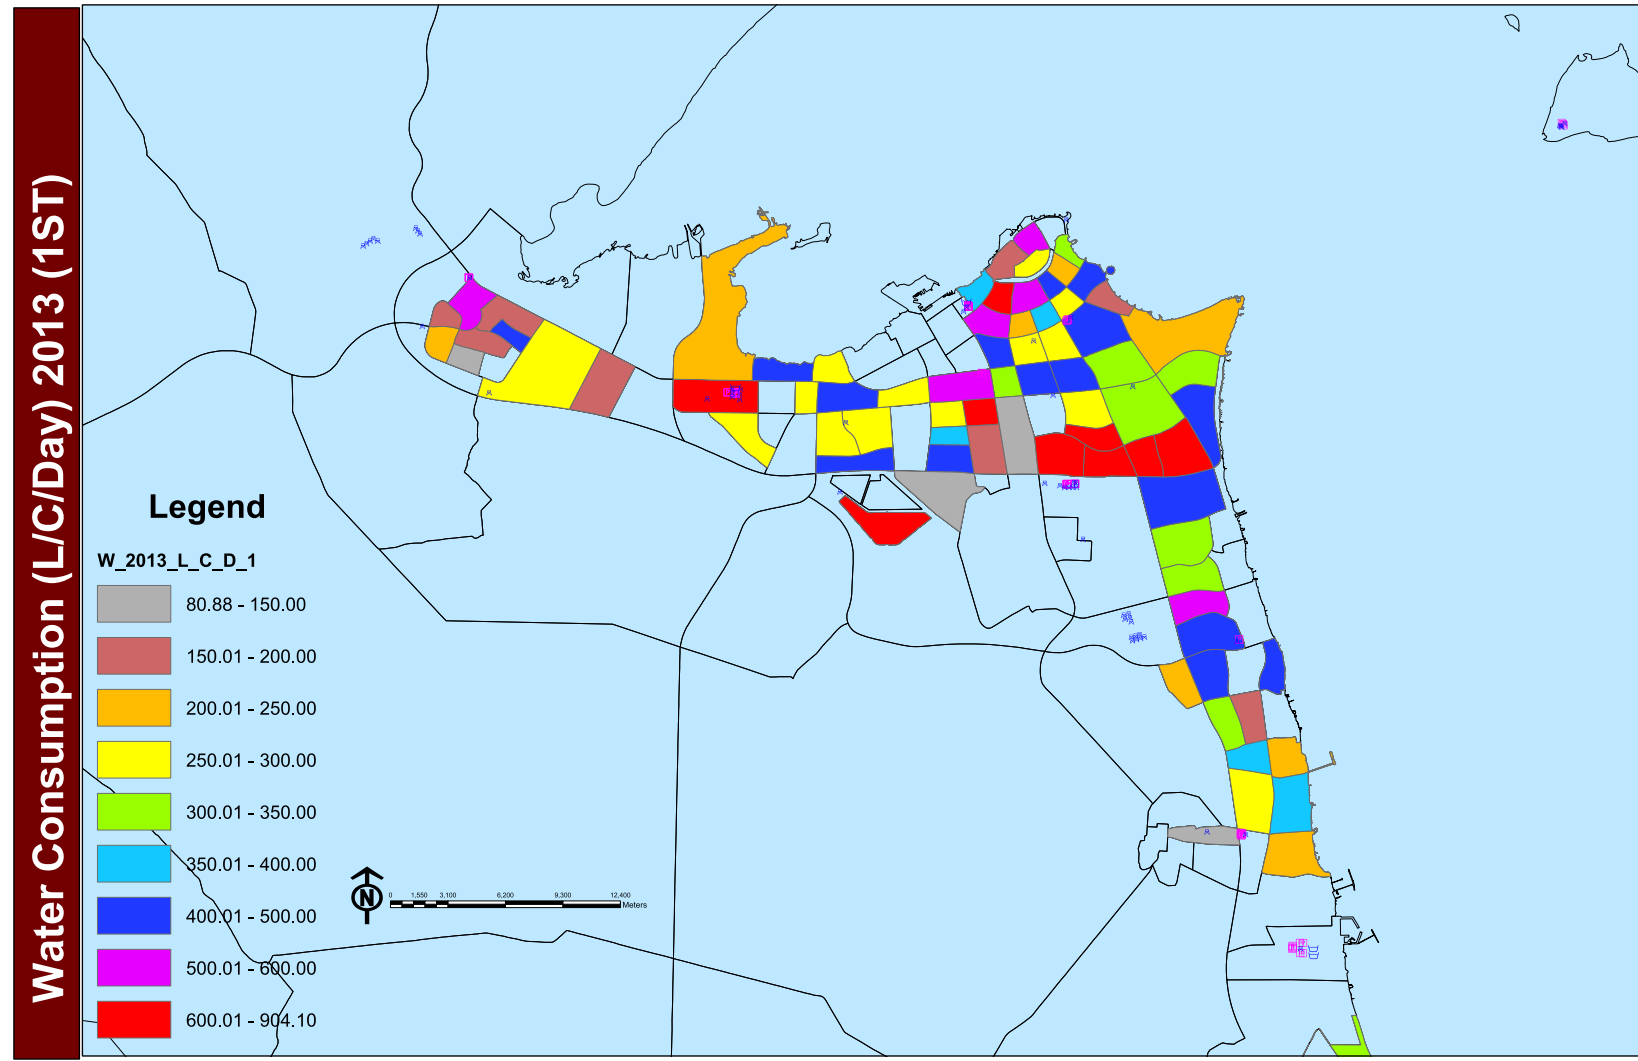 Water Consumption (L/C/Day) 2013 (1ST)
Legend
W_2013_L_C_D_1
80.88 - 150.00
150.01 - 200.00
200.01 - 250.00
250.01 - 300.00
300.01 - 350.00
350.01 - 400.00
400.01 - 500.00
500.01 - 600.00
600.01 - 904.10
N
0 1,550 3,100 6,200 9,300 12,400
Meters